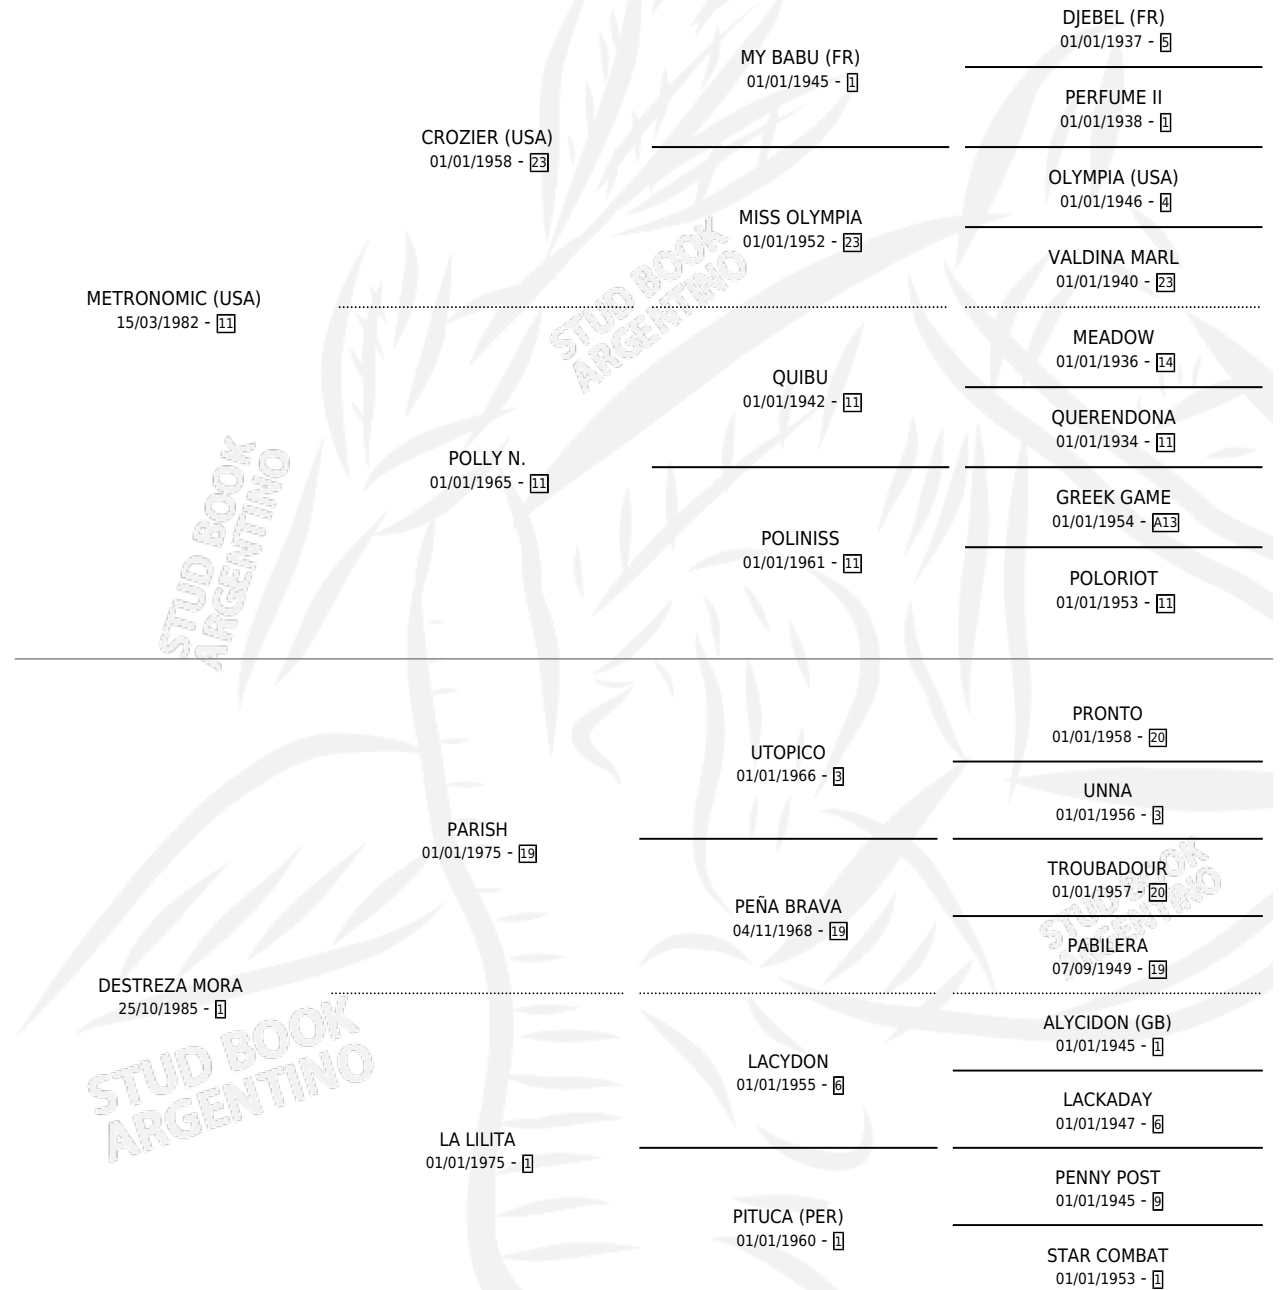 DJEBEL (FR)
01/01/1937 - 5
MY BABU (FR)
01/01/1945 - 1
PERFUME II
01/01/1938 - 1
CROZIER (USA)
01/01/1958 - 23
OLYMPIA (USA)
01/01/1946 - 4
MISS OLYMPIA
01/01/1952 - 23
VALDINA MARL
01/01/1940 - 23
METRONOMIC (USA)
15/03/1982 - 11
MEADOW
01/01/1936 - 14
QUIBU
01/01/1942 - 11
QUERENDONA
01/01/1934 - 11
POLLY N.
01/01/1965 - 11
GREEK GAME
01/01/1954 - A13
POLINISS
01/01/1961 - 11
POLORIOT
01/01/1953 - 11
PRONTO
01/01/1958 - 20
UTOPICO
01/01/1966 - 3
UNNA
01/01/1956 - 3
PARISH
01/01/1975 - 19
TROUBADOUR
01/01/1957 - 20
PEÑA BRAVA
04/11/1968 - 19
PABILERA
07/09/1949 - 19
DESTREZA MORA
25/10/1985 - 1
ALYCIDON (GB)
01/01/1945 - 1
LACYDON
01/01/1955 - 6
LACKADAY
01/01/1947 - 6
LA LILITA
01/01/1975 - 1
PENNY POST
01/01/1945 - 9
PITUCA (PER)
01/01/1960 - 1
STAR COMBAT
01/01/1953 - 1
STUD BOOK
ARGENTINO
STUD BOOK
ARGENTINO
STUD BOOK
ARGENTINO
STUD BOOK
ARGENTINO